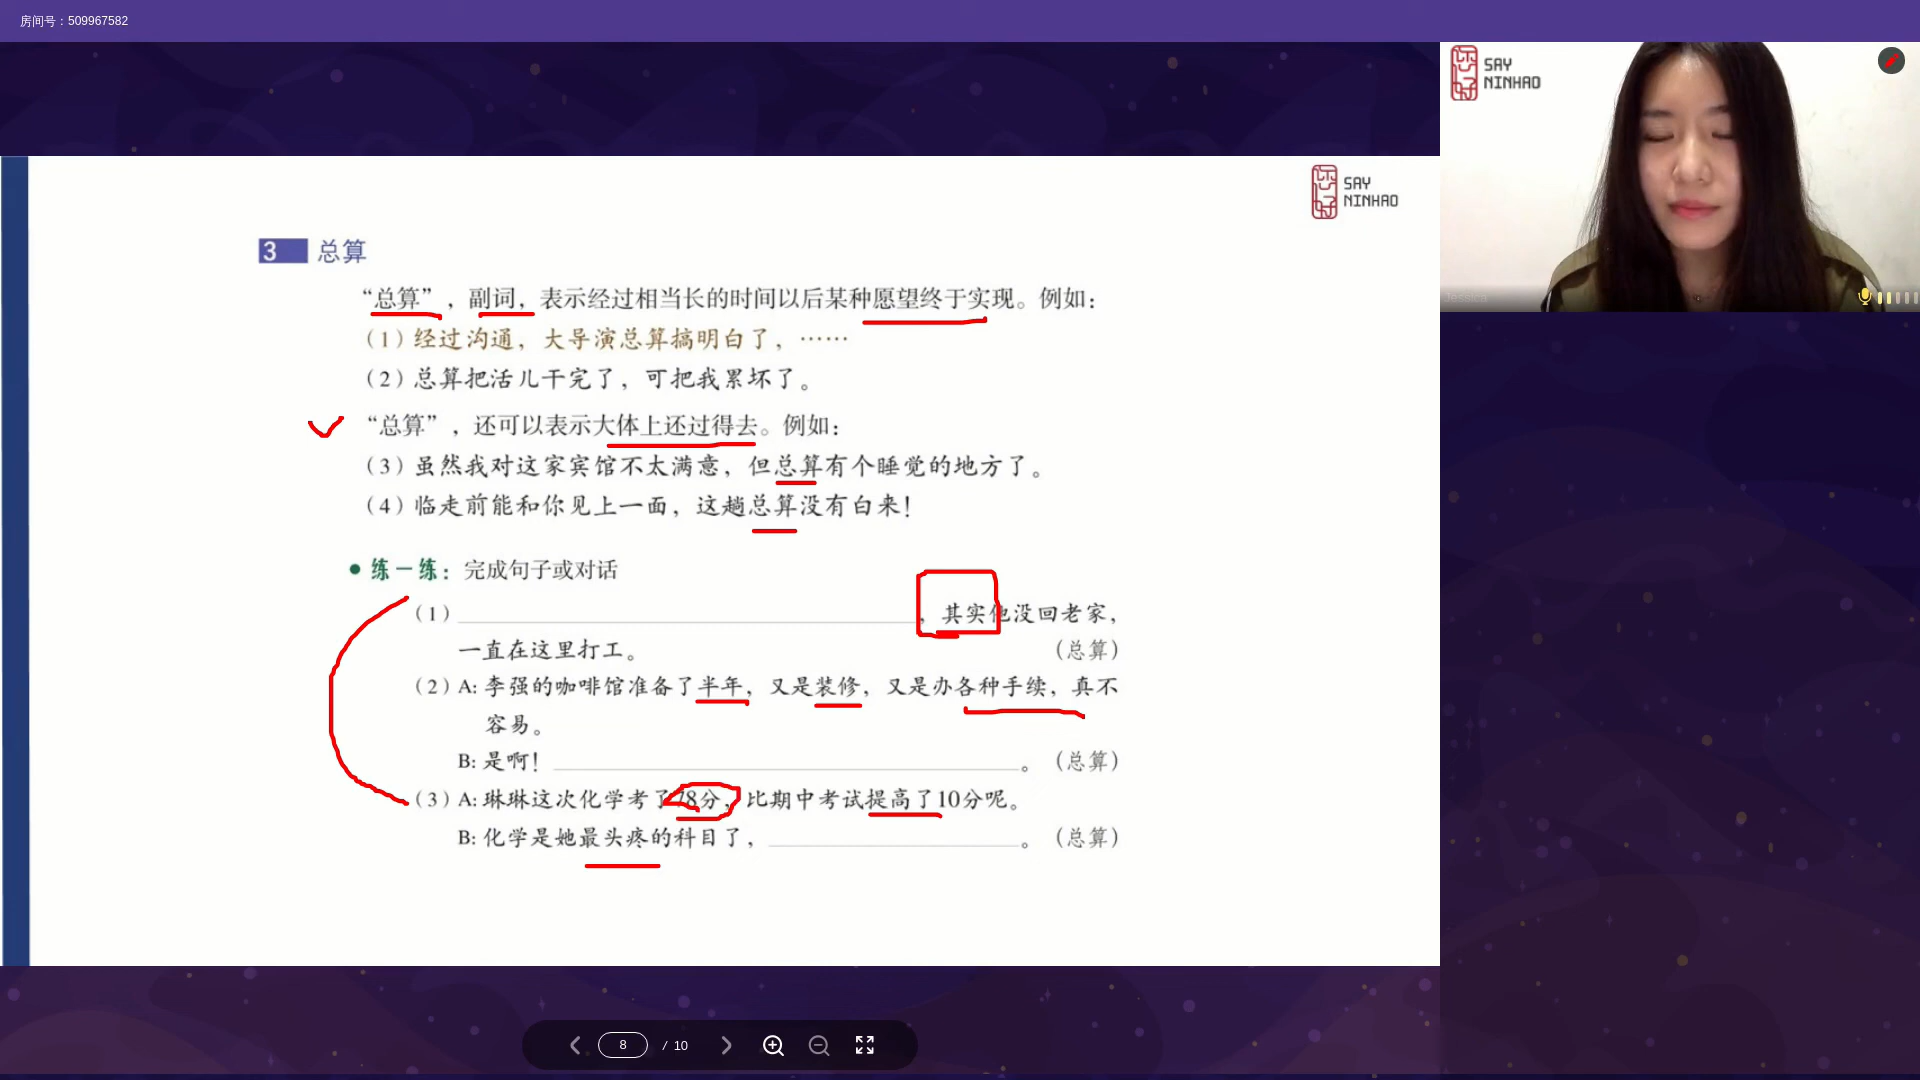 房间号：509967582
SAY
NINHAO
SAY
NINHAO
Jessica
3 总算
“总算”，副词，表示经过相当长的时间以后某种愿望终于实现。例如：
（1）经过沟通，大导演总算搞明白了，……
（2）总算把活儿干完了，可把我累坏了。
“总算”，还可以表示大体上还过得去。例如：
（3）虽然我对这家宾馆不太满意，但总算有个睡觉的地方了。
（4）临走前能和你见上一面，这趟总算没有白来！
● 练一练：完成句子或对话
（1）＿＿＿＿＿＿＿＿＿＿，其实他没回老家，
一直在这里打工。（总算）
（2）A: 李强的咖啡馆准备了半年，又是装修，又是办各种手续，真不
容易。
B: 是啊！＿＿＿＿＿＿＿＿＿＿。（总算）
（3）A: 琳琳这次化学考了78分，比期中考试提高了10分呢。
B: 化学是她最头疼的科目了，＿＿＿＿＿＿。（总算）
8 / 10